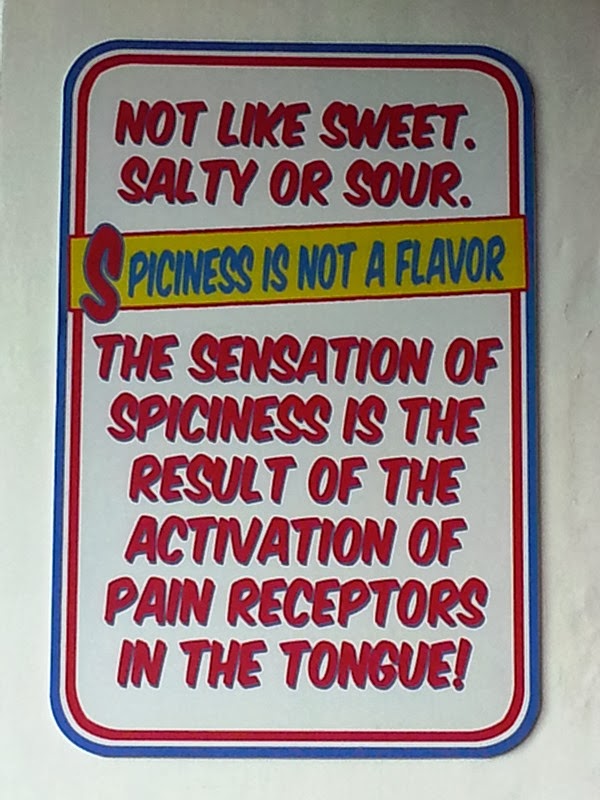 NOT LIKE SWEET.
SALTY OR SOUR.
SPICINESS IS NOT A FLAVOR
THE SENSATION OF
SPICINESS IS THE
RESULT OF THE
ACTIVATION OF
PAIN RECEPTORS
IN THE TONGUE!